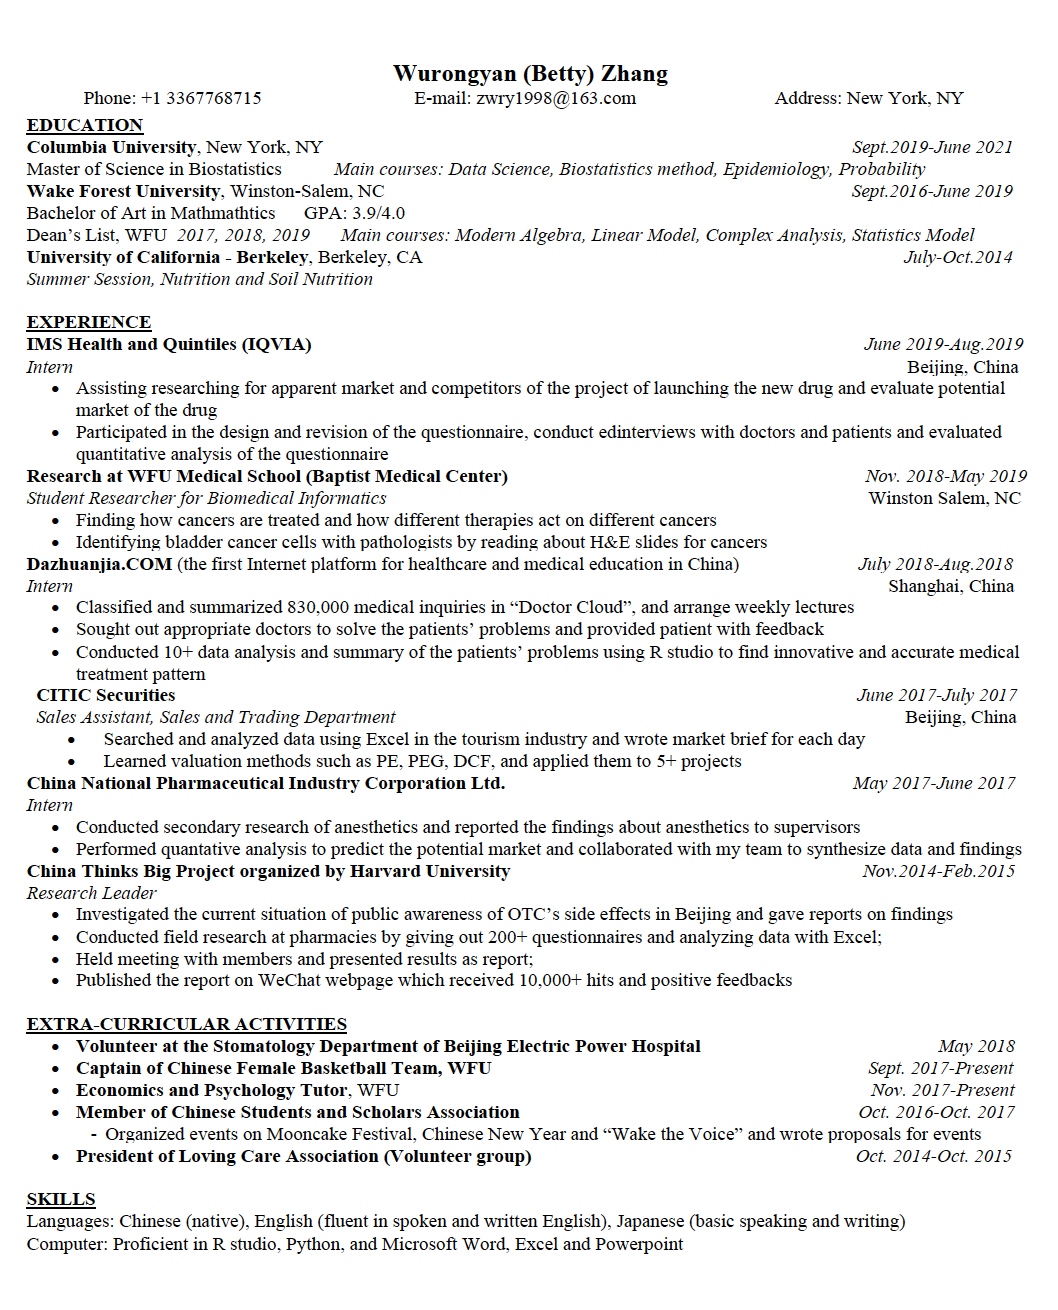 Wurongyan (Betty) Zhang
Phone: +1 3367768715 E-mail: zwry1998@163.com Address: New York, NY
EDUCATION
Columbia University, New York, NY Sept.2019-June 2021
Master of Science in Biostatistics Main courses: Data Science, Biostatistics method, Epidemiology, Probability
Wake Forest University, Winston-Salem, NC Sept.2016-June 2019
Bachelor of Art in Mathmathtics GPA: 3.9/4.0
Dean's List, WFU 2017, 2018, 2019 Main courses: Modern Algebra, Linear Model, Complex Analysis, Statistics Model
University of California - Berkeley, Berkeley, CA July-Oct.2014
Summer Session, Nutrition and Soil Nutrition
EXPERIENCE
IMS Health and Quintiles (IQVIA) June 2019-Aug.2019
Intern Beijing, China
• Assisting researching for apparent market and competitors of the project of launching the new drug and evaluate potential
market of the drug
• Participated in the design and revision of the questionnaire, conduct edinterviews with doctors and patients and evaluated
quantitative analysis of the questionnaire
Research at WFU Medical School (Baptist Medical Center) Nov. 2018-May 2019
Student Researcher for Biomedical Informatics Winston Salem, NC
• Finding how cancers are treated and how different therapies act on different cancers
• Identifying bladder cancer cells with pathologists by reading about H&E slides for cancers
Dazhuanjia.COM (the first Internet platform for healthcare and medical education in China) July 2018-Aug.2018
Intern Shanghai, China
• Classified and summarized 830,000 medical inquiries in “Doctor Cloud”, and arrange weekly lectures
• Sought out appropriate doctors to solve the patients' problems and provided patient with feedback
• Conducted 10+ data analysis and summary of the patients' problems using R studio to find innovative and accurate medical
treatment pattern
CITIC Securities June 2017-July 2017
Sales Assistant, Sales and Trading Department Beijing, China
• Searched and analyzed data using Excel in the tourism industry and wrote market brief for each day
• Learned valuation methods such as PE, PEG, DCF, and applied them to 5+ projects
China National Pharmaceutical Industry Corporation Ltd. May 2017-June 2017
Intern
• Conducted secondary research of anesthetics and reported the findings about anesthetics to supervisors
• Performed quantative analysis to predict the potential market and collaborated with my team to synthesize data and findings
China Thinks Big Project organized by Harvard University Nov.2014-Feb.2015
Research Leader
• Investigated the current situation of public awareness of OTC's side effects in Beijing and gave reports on findings
• Conducted field research at pharmacies by giving out 200+ questionnaires and analyzing data with Excel;
• Held meeting with members and presented results as report;
• Published the report on WeChat webpage which received 10,000+ hits and positive feedbacks
EXTRA-CURRICULAR ACTIVITIES
• Volunteer at the Stomatology Department of Beijing Electric Power Hospital May 2018
• Captain of Chinese Female Basketball Team, WFU Sept. 2017-Present
• Economics and Psychology Tutor, WFU Nov. 2017-Present
• Member of Chinese Students and Scholars Association Oct. 2016-Oct. 2017
- Organized events on Mooncake Festival, Chinese New Year and “Wake the Voice” and wrote proposals for events
• President of Loving Care Association (Volunteer group) Oct. 2014-Oct. 2015
SKILLS
Languages: Chinese (native), English (fluent in spoken and written English), Japanese (basic speaking and writing)
Computer: Proficient in R studio, Python, and Microsoft Word, Excel and Powerpoint